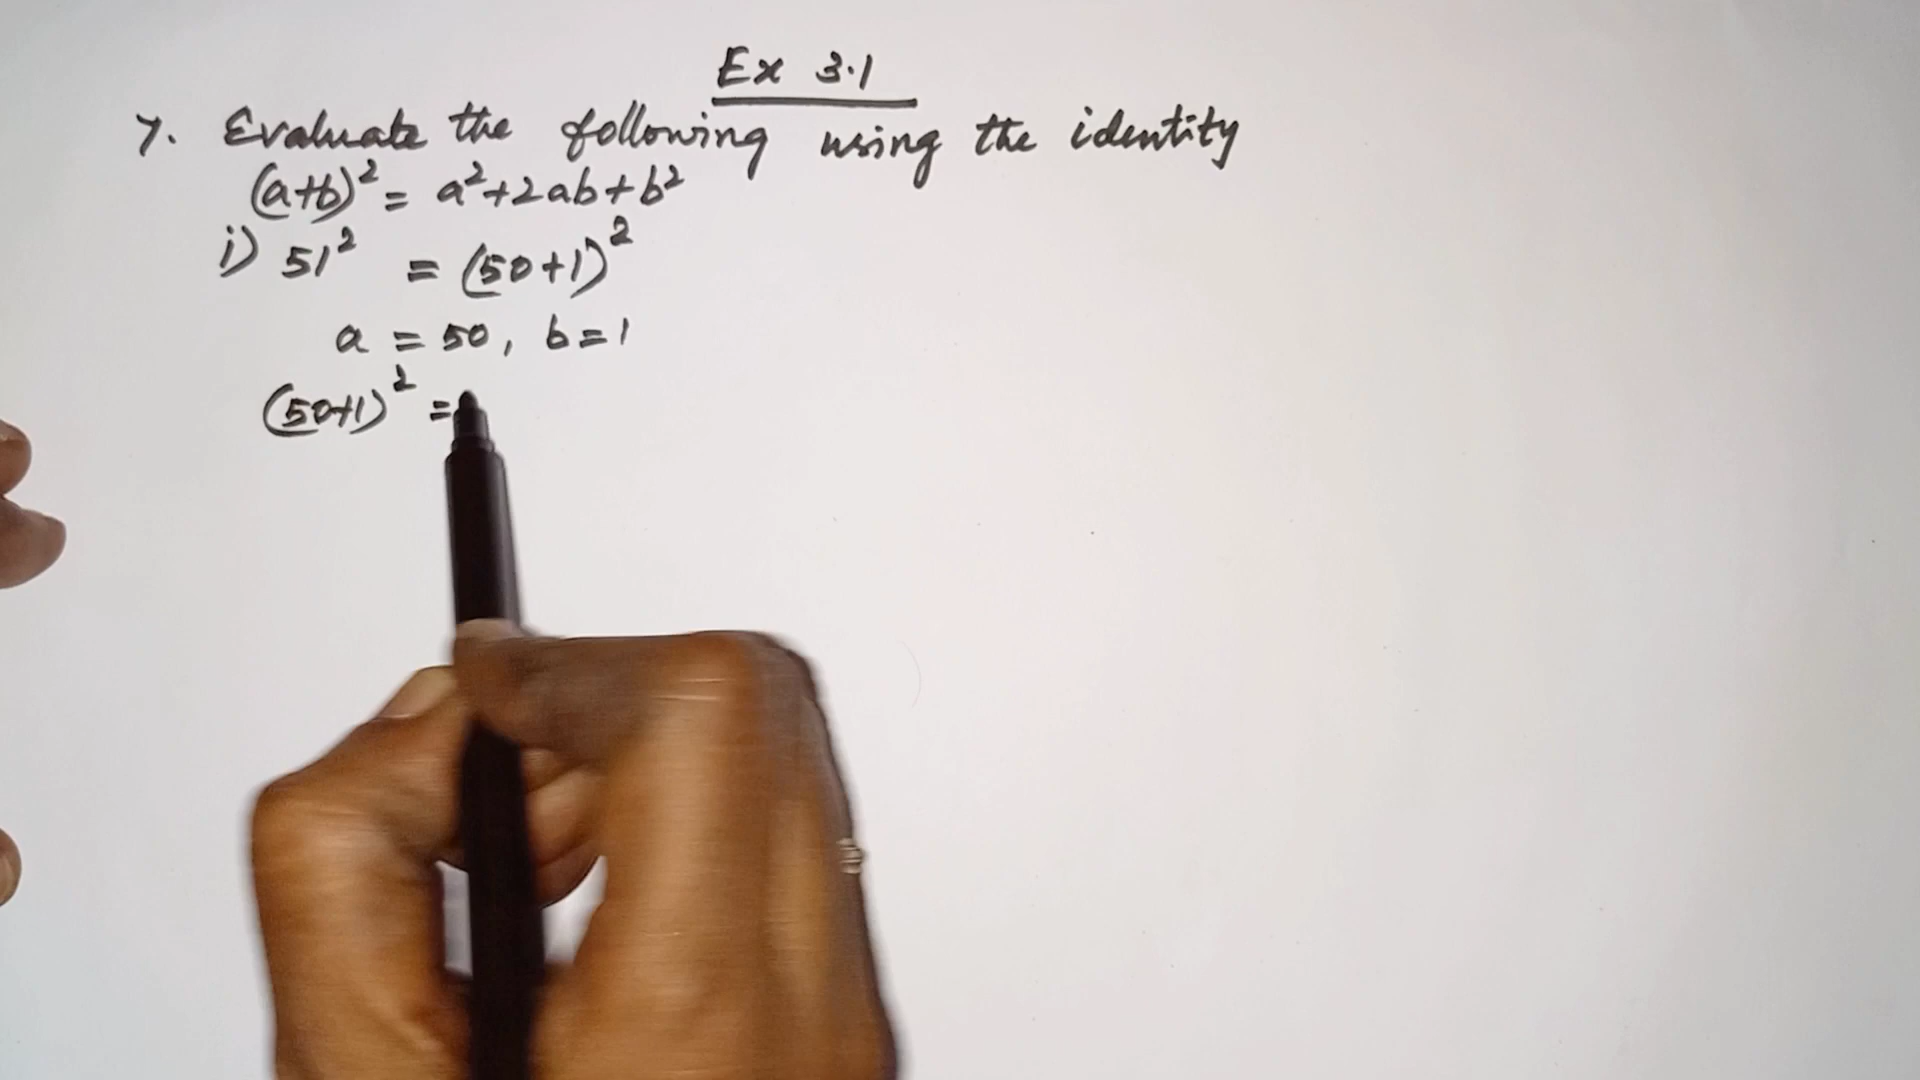 Ex 3.1
7. Evaluate the following using the identity
(a+b)² = a²+2ab+b²
i) 51² = (50+1)²
a = 50, b=1
(50+1)² =